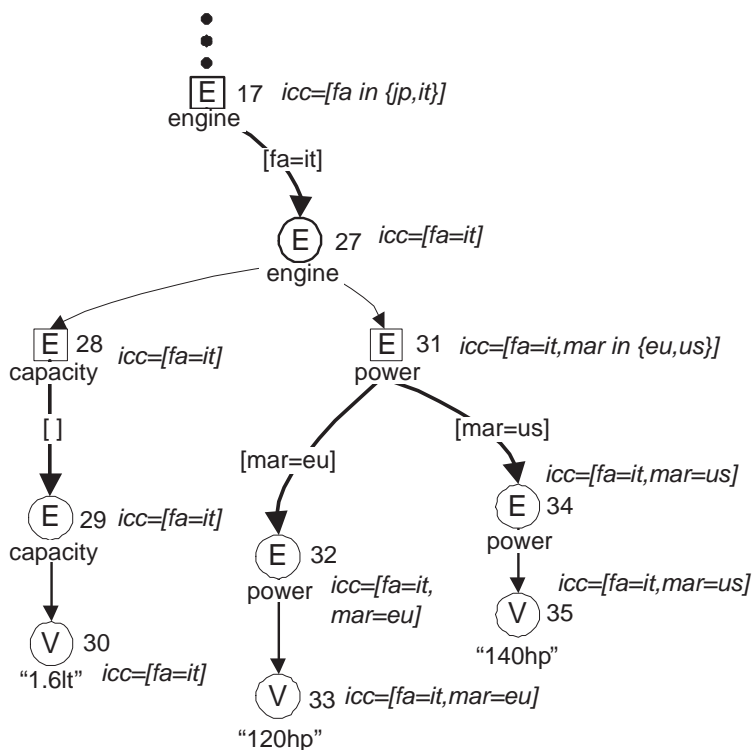 E 17 icc=[fa in {jp,it}]
engine
[fa=it]
E 27 icc=[fa=it]
engine
E 28 icc=[fa=it]
capacity
E 31 icc=[fa=it,mar in {eu,us}]
power
[ ]
[mar=eu]
[mar=us]
E 29 icc=[fa=it]
capacity
icc=[fa=it,mar=us]
E 34
power
E 32
power
icc=[fa=it,
mar=eu]
V 30
“1.6lt” icc=[fa=it]
icc=[fa=it,mar=us]
V 35
“140hp”
V 33 icc=[fa=it,mar=eu]
“120hp”